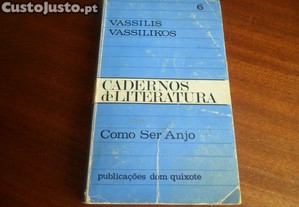 CustoJusto.pt
6
VASSILIS
VASSILIKOS
CADERNOS
de LITERATURA
Como Ser Anjo
publicações dom quixote